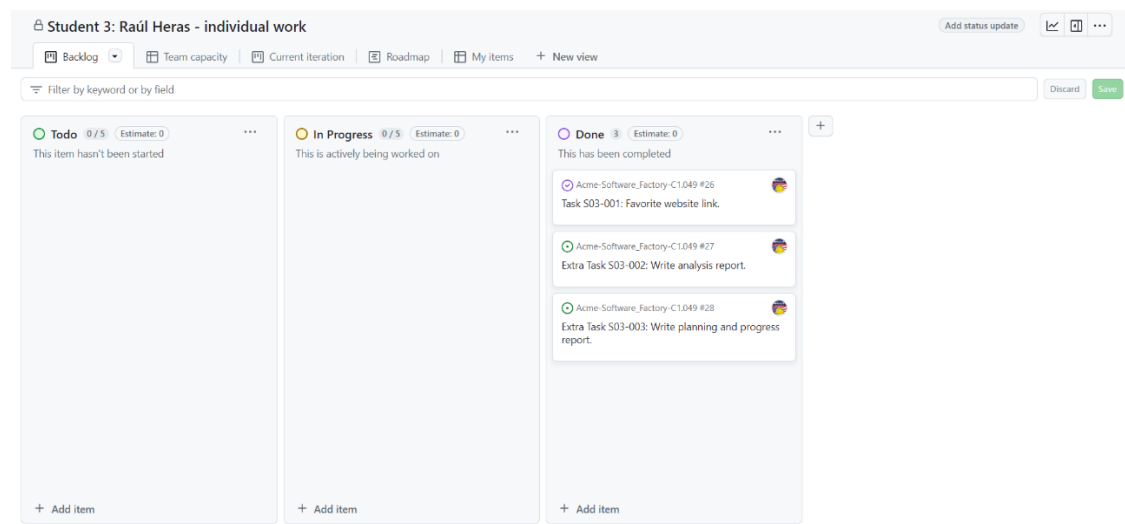 Student 3: Raúl Heras - individual work
Add status update
Backlog
Team capacity
Current iteration
Roadmap
My items
+ New view
Filter by keyword or by field
Discard
Save
Todo 0 / 5 Estimate: 0
This item hasn't been started
+ Add item
In Progress 0 / 5 Estimate: 0
This is actively being worked on
+ Add item
Done 3 Estimate: 0
This has been completed
Acme-Software_Factory-C1.049 #26
Task S03-001: Favorite website link.
Acme-Software_Factory-C1.049 #27
Extra Task S03-002: Write analysis report.
Acme-Software_Factory-C1.049 #28
Extra Task S03-003: Write planning and progress
report.
+ Add item